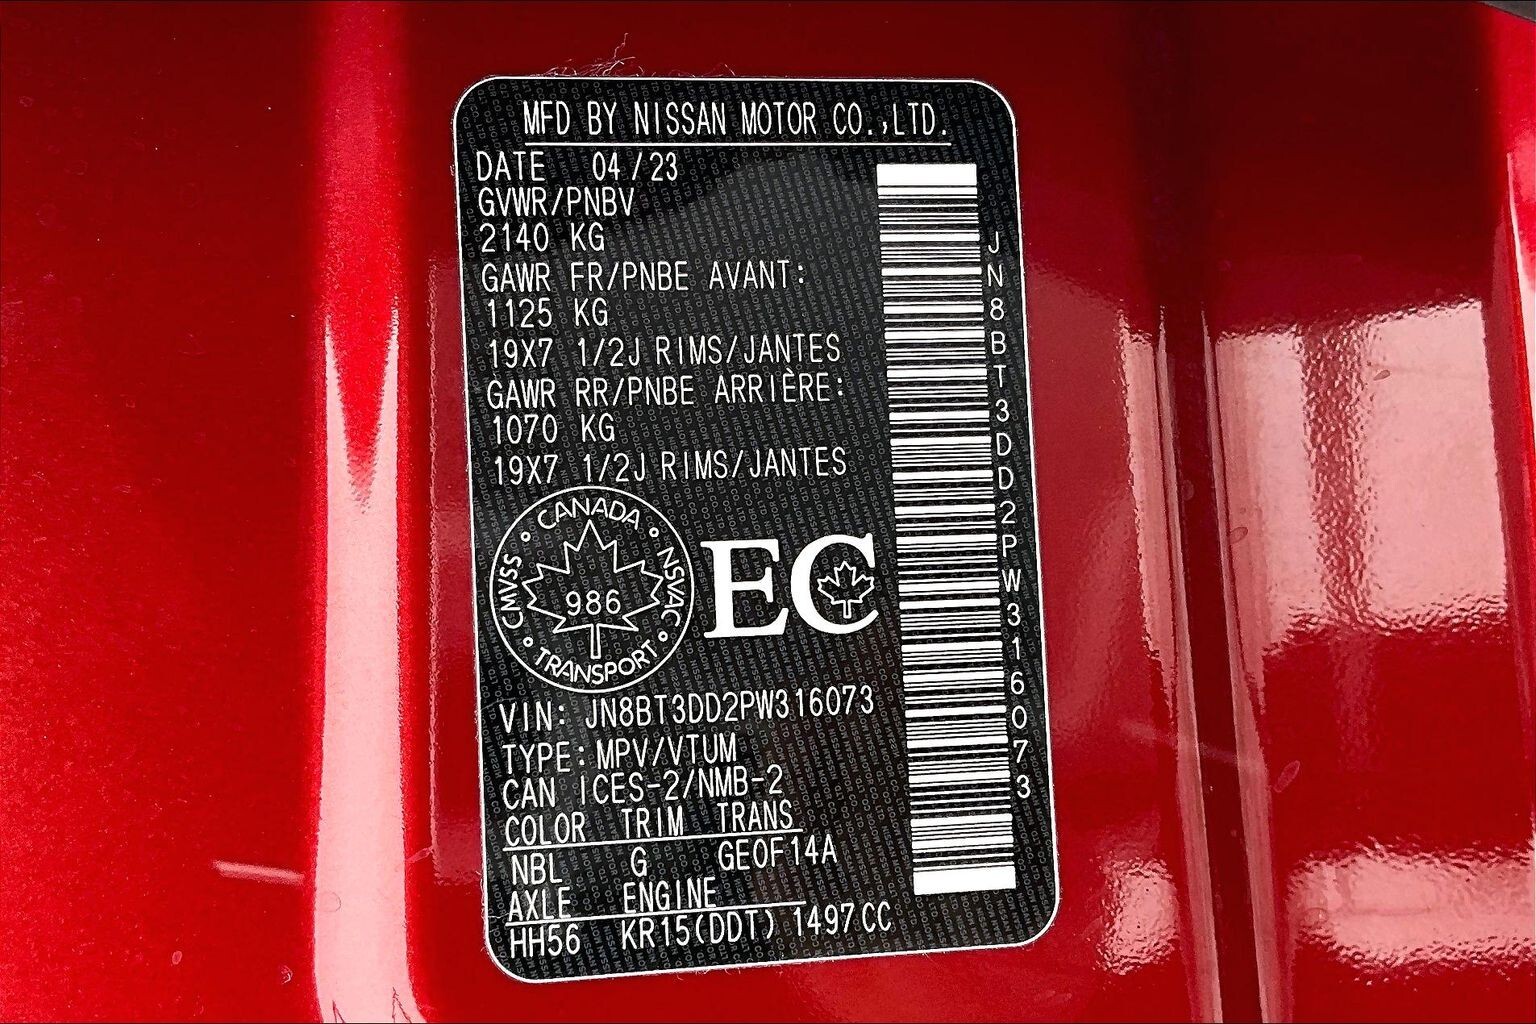 MFD BY NISSAN MOTOR CO.,LTD.
DATE 04/23
GVWR/PNBV
2140 KG
GAWR FR/PNBE AVANT:
1125 KG
19X7 1/2J RIMS/JANTES
GAWR RR/PNBE ARRIÈRE:
1070 KG
19X7 1/2J RIMS/JANTES
CANADA
CMVSS
NSVAC
986
TRANSPORT
EC
VIN: JN8BT3DD2PW316073
TYPE: MPV/VTUM
CAN ICES-2/NMB-2
COLOR TRIM TRANS
NBL G GEOF14A
AXLE ENGINE
HH56 KR15(DDT) 1497CC
JN8BT3DD2PW316073